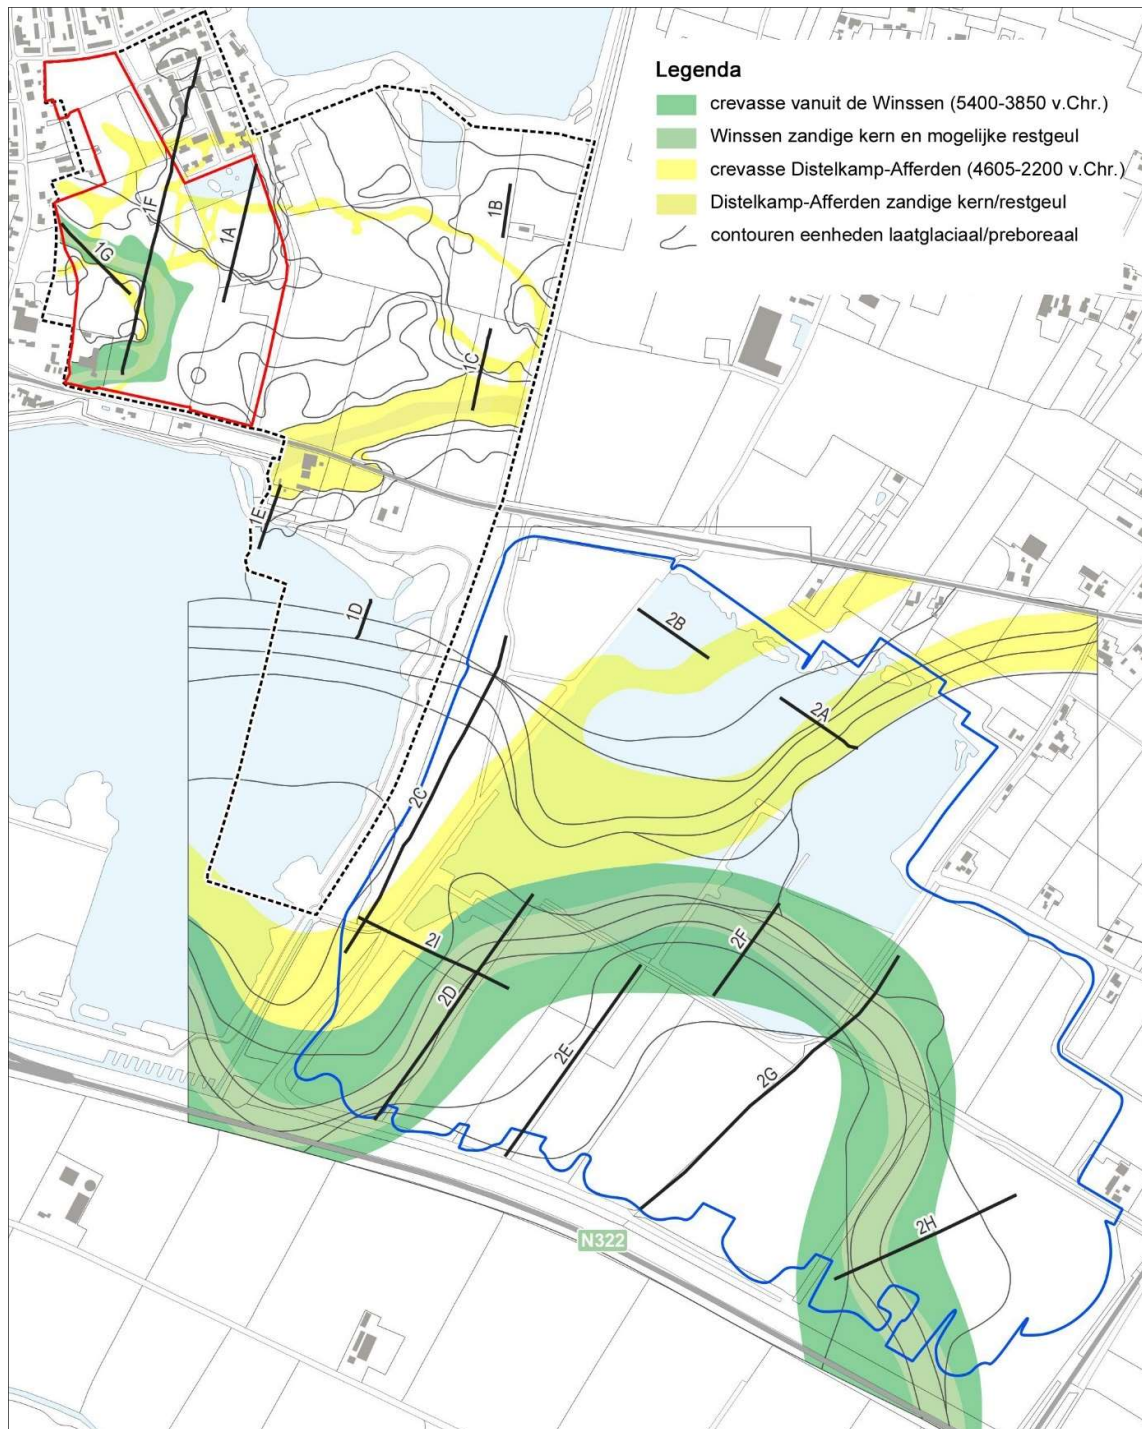 Legenda
crevasse vanuit de Winssen (5400-3850 v.Chr.)
Winssen zandige kern en mogelijke restgeul
crevasse Distelkamp-Afferden (4605-2200 v.Chr.)
Distelkamp-Afferden zandige kern/restgeul
contouren eenheden laatglaciaal/preboreaal
1F
1A
1B
1G
1C
1E
1D
2B
2A
2C
2I
2D
2F
2E
2G
2H
N322